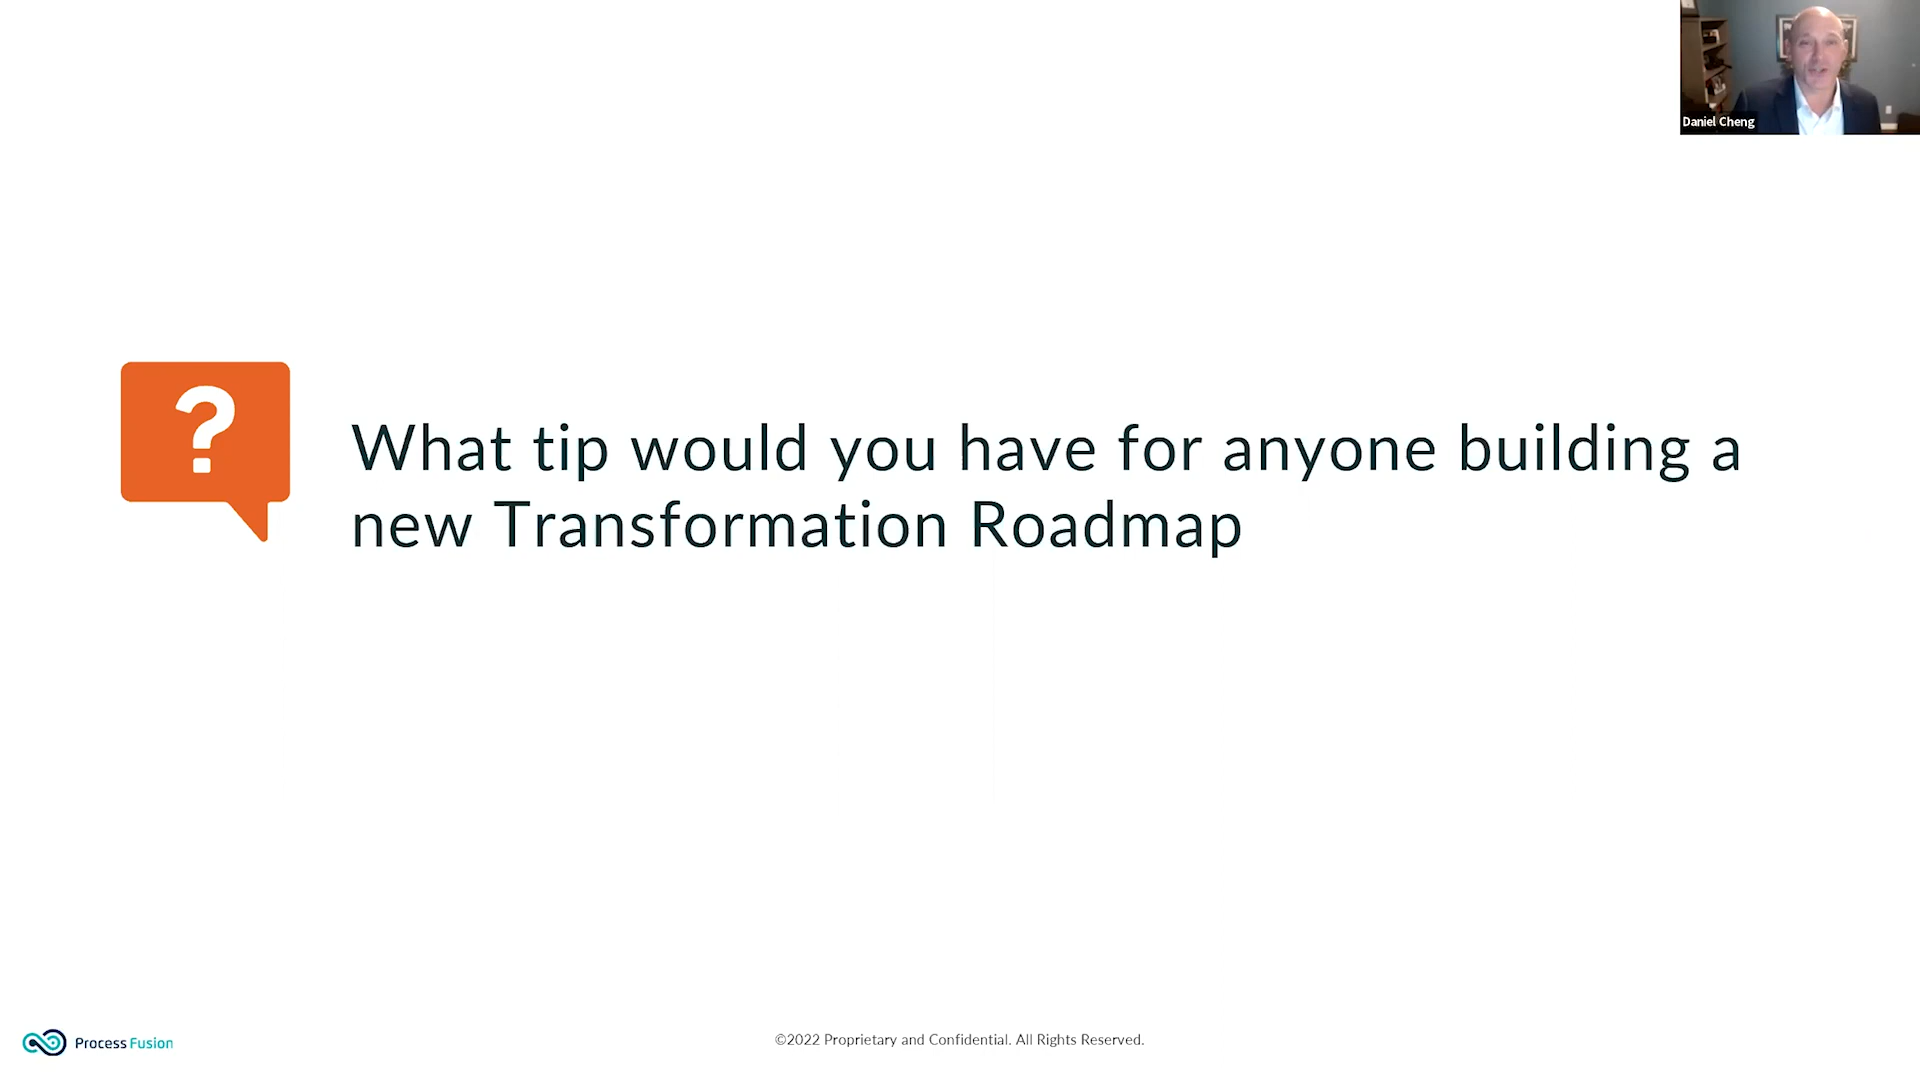 Daniel Cheng
?
What tip would you have for anyone building a
new Transformation Roadmap
Process Fusion
©2022 Proprietary and Confidential. All Rights Reserved.